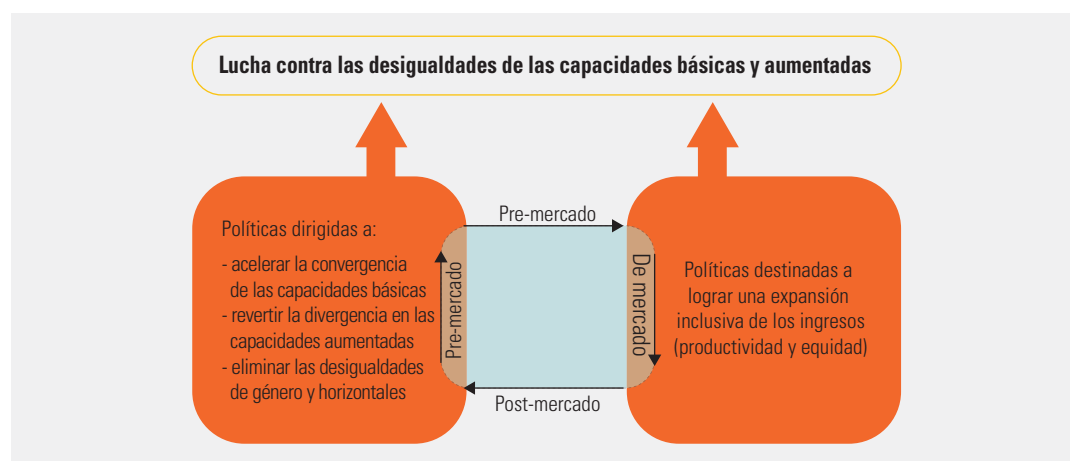 Lucha contra las desigualdades de las capacidades básicas y aumentadas
Políticas dirigidas a:
- acelerar la convergencia
de las capacidades básicas
- revertir la divergencia en las
capacidades aumentadas
- eliminar las desigualdades
de género y horizontales
Pre-mercado
Pre-mercado
De mercado
Post-mercado
Políticas destinadas a
lograr una expansión
inclusiva de los ingresos
(productividad y equidad)